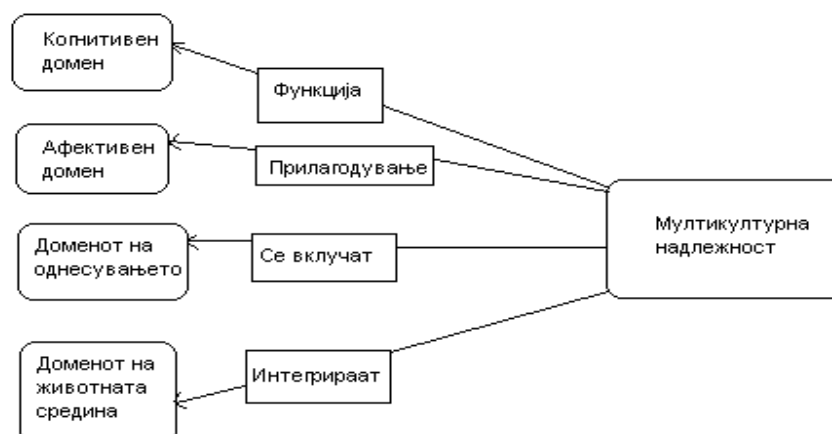 Когнитивен
домен
Функција
Афективен
домен
Прилагодување
Мултикултурна
надлежност
Доменот на
однесувањето
Се вклучат
Доменот на
животната
средина
Интегрираат